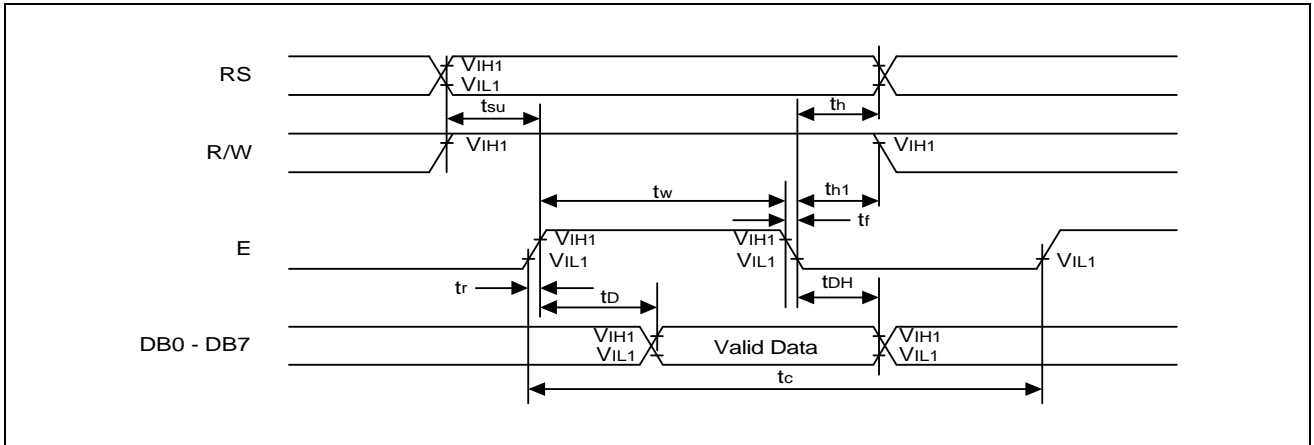 RS
VIH1
VIL1
tsu
th
R/W
VIH1
VIH1
tw
th1
tf
E
VIH1
VIH1
VIL1
VIL1
VIL1
tr
tD
tDH
DB0 - DB7
VIH1
VIL1
Valid Data
VIH1
VIL1
tc